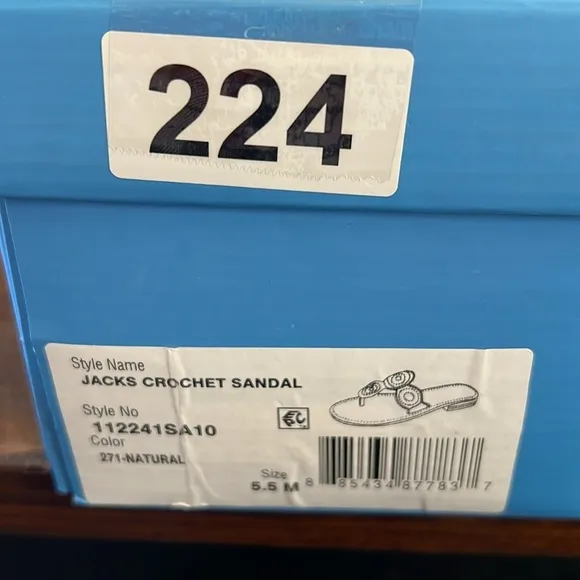 224
Style Name
JACKS CROCHET SANDAL
Style No
112241SA10
Color
271-NATURAL
Size
5.5 M
8 85434 87783 7